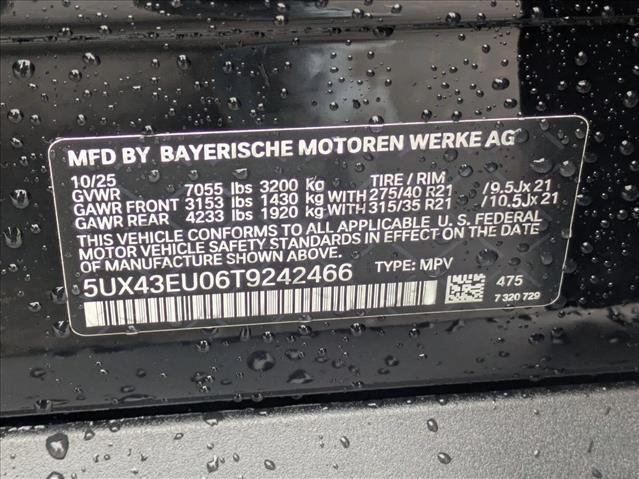 MFD BY BAYERISCHE MOTOREN WERKE AG
10/25 TIRE / RIM
GVWR 7055 lbs 3200 kg
GAWR FRONT 3153 lbs 1430 kg WITH 275/40 R21 /9.5Jx21
GAWR REAR 4233 lbs 1920 kg WITH 315/35 R21 /10.5Jx21
THIS VEHICLE CONFORMS TO ALL APPLICABLE U. S. FEDERAL
MOTOR VEHICLE SAFETY STANDARDS IN EFFECT ON THE DATE
OF MANUFACTURE SHOWN ABOVE.
5UX43EU06T9242466 TYPE: MPV
475
7 320 729